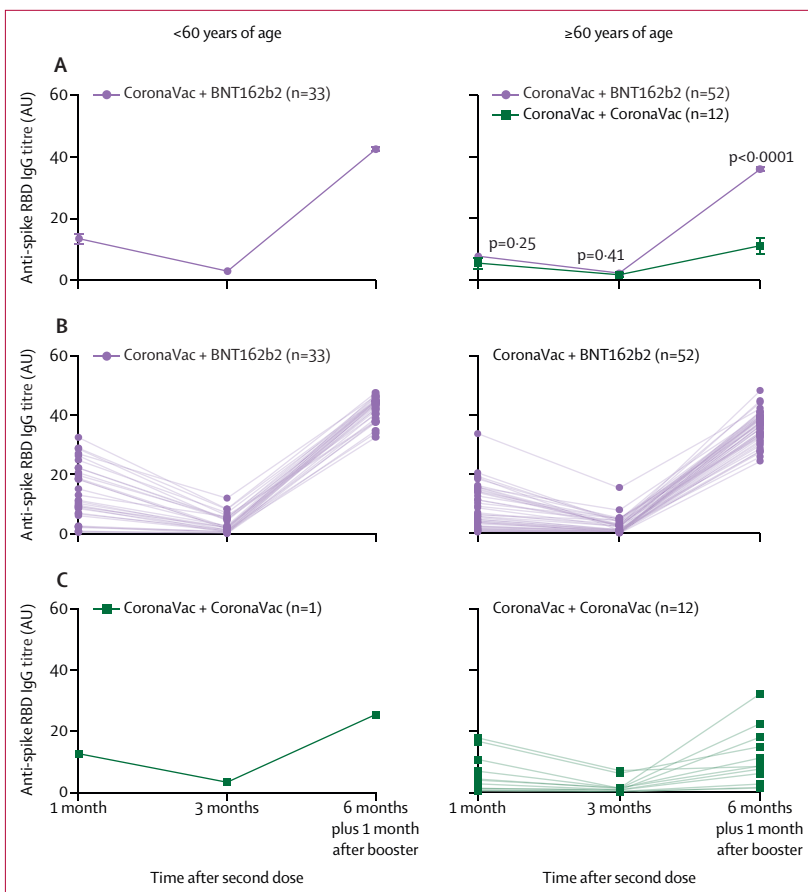 <60 years of age
≥60 years of age
A
Anti-spike RBD IgG titre (AU)
60
40
20
0
CoronaVac + BNT162b2 (n=33)
CoronaVac + BNT162b2 (n=52)
CoronaVac + CoronaVac (n=12)
p=0·25
p=0·41
p<0·0001
B
Anti-spike RBD IgG titre (AU)
60
40
20
0
CoronaVac + BNT162b2 (n=33)
CoronaVac + BNT162b2 (n=52)
C
Anti-spike RBD IgG titre (AU)
60
40
20
0
CoronaVac + CoronaVac (n=1)
CoronaVac + CoronaVac (n=12)
1 month
3 months
6 months
plus 1 month
after booster
Time after second dose
1 month
3 months
6 months
plus 1 month
after booster
Time after second dose